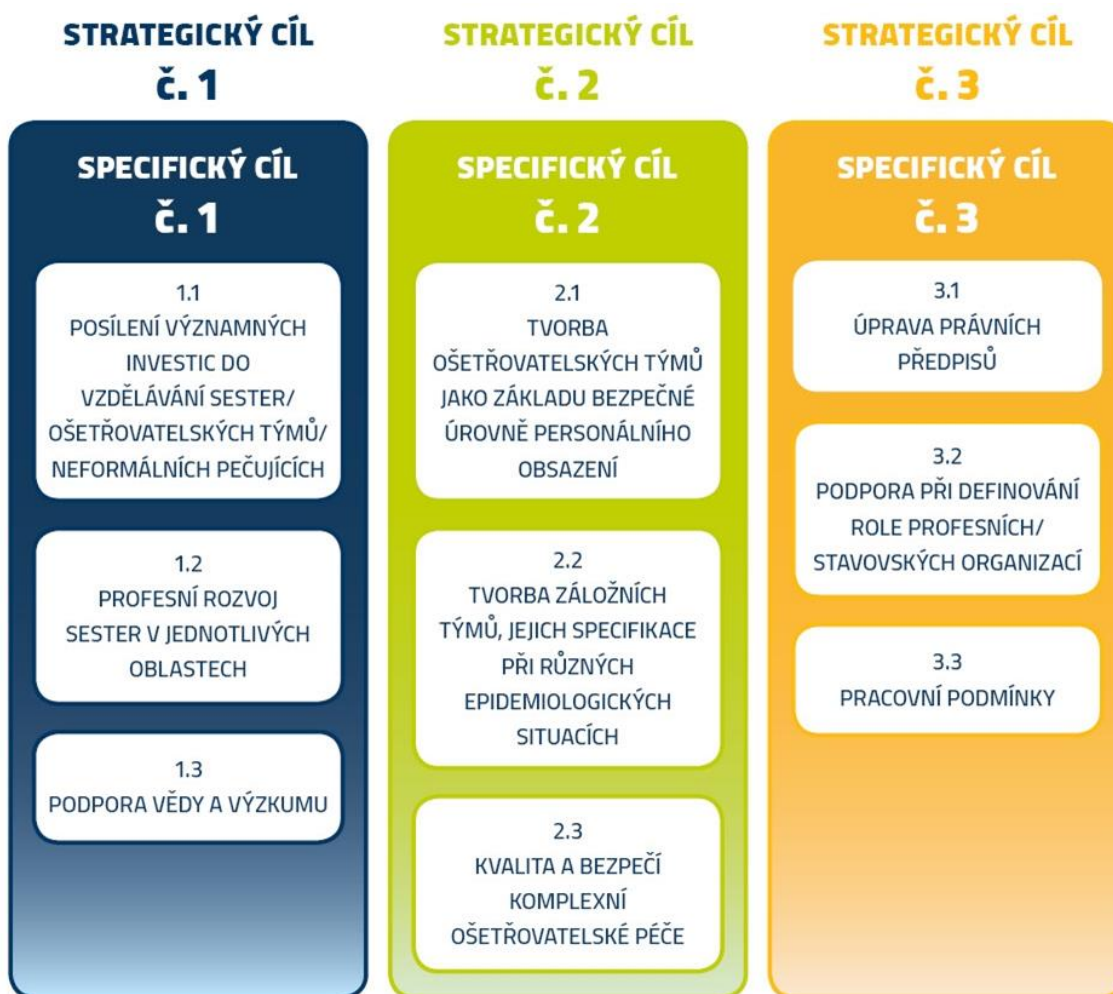 STRATEGICKÝ CÍL
č. 1
SPECIFICKÝ CÍL
č. 1
1.1
POSÍLENÍ VÝZNAMNÝCH
INVESTIC DO
VZDĚLÁVÁNÍ SESTER/
OŠETŘOVATELSKÝCH TÝMŮ/
NEFORMÁLNÍCH PEČUJÍCÍCH
1.2
PROFESNÍ ROZVOJ
SESTER V JEDNOTLIVÝCH
OBLASTECH
1.3
PODPORA VĚDY A VÝZKUMU
STRATEGICKÝ CÍL
č. 2
SPECIFICKÝ CÍL
č. 2
2.1
TVORBA
OŠETŘOVATELSKÝCH TÝMŮ
JAKO ZÁKLADU BEZPEČNÉ
ÚROVNĚ PERSONÁLNÍHO
OBSAZENÍ
2.2
TVORBA ZÁLOŽNÍCH
TÝMŮ, JEJICH SPECIFIKACE
PŘI RŮZNÝCH
EPIDEMIOLOGICKÝCH
SITUACÍCH
2.3
KVALITA A BEZPEČÍ
KOMPLEXNÍ
OŠETŘOVATELSKÉ PÉČE
STRATEGICKÝ CÍL
č. 3
SPECIFICKÝ CÍL
č. 3
3.1
ÚPRAVA PRÁVNÍCH
PŘEDPISŮ
3.2
PODPORA PŘI DEFINOVÁNÍ
ROLE PROFESNÍCH/
STAVOVSKÝCH ORGANIZACÍ
3.3
PRACOVNÍ PODMÍNKY